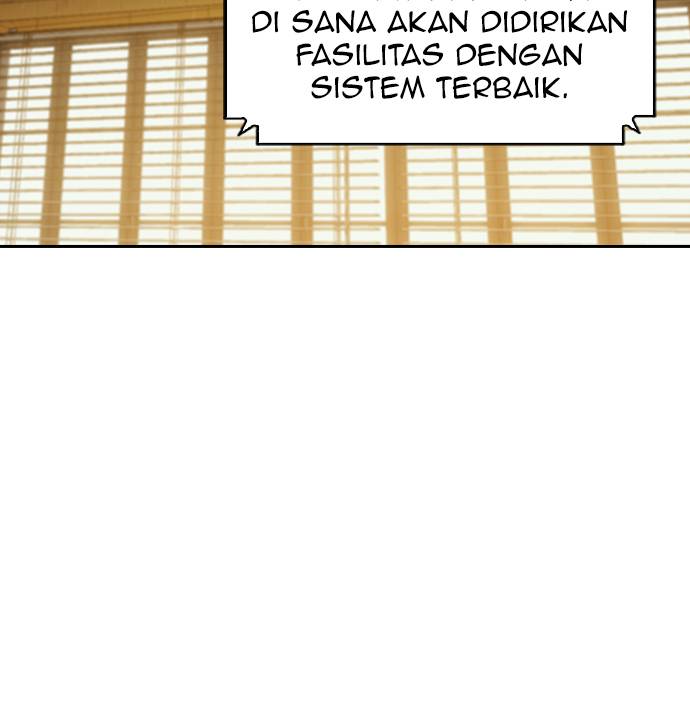 DI SANA AKAN DIDIRIKAN
FASILITAS DENGAN
SISTEM TERBAIK.